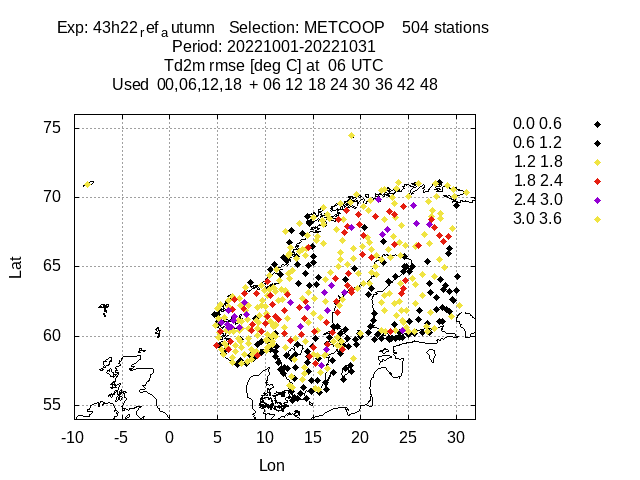 Exp: 43h22refautumn Selection: METCOOP 504 stations
Period: 20221001-20221031
Td2m rmse [deg C] at 06 UTC
Used 00,06,12,18 + 06 12 18 24 30 36 42 48
75
70
65
60
55
Lat
-10 -5 0 5 10 15 20 25 30
Lon
0.0 0.6
0.6 1.2
1.2 1.8
1.8 2.4
2.4 3.0
3.0 3.6